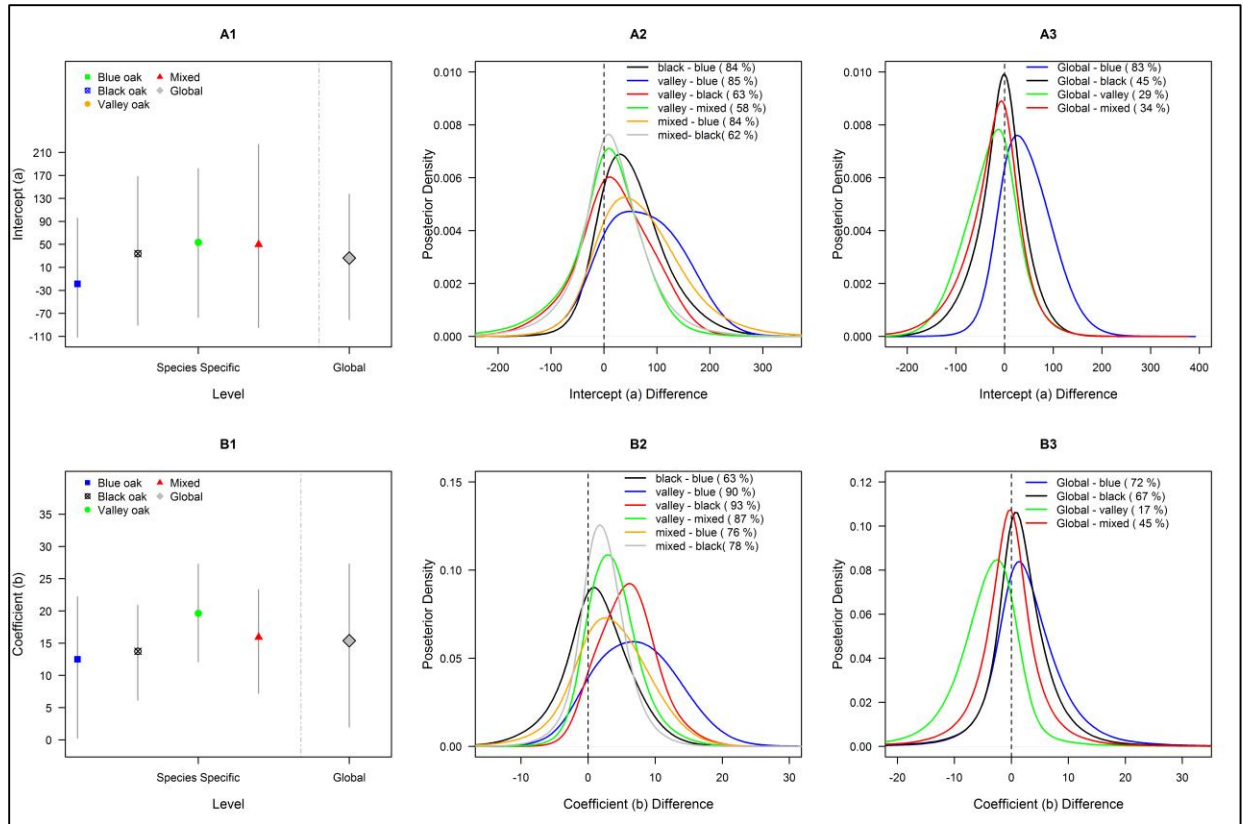 A1
Blue oak
Black oak
Valley oak
Mixed
Global
Intercept (a)
210
170
130
90
50
10
-30
-70
-110
Species Specific
Global
Level
A2
black - blue ( 84 %)
valley - blue ( 85 %)
valley - black ( 63 %)
valley - mixed ( 58 %)
mixed - blue ( 84 %)
mixed- black( 62 %)
Poseterior Density
0.010
0.008
0.006
0.004
0.002
0.000
-200 -100 0 100 200 300
Intercept (a) Difference
A3
Global - blue ( 83 %)
Global - black ( 45 %)
Global - valley ( 29 %)
Global - mixed ( 34 %)
Poseterior Density
0.010
0.008
0.006
0.004
0.002
0.000
-200 -100 0 100 200 300 400
Intercept (a) Difference
B1
Blue oak
Black oak
Valley oak
Mixed
Global
Coefficient (b)
35
30
25
20
15
10
5
0
Species Specific
Global
Level
B2
black - blue ( 63 %)
valley - blue ( 90 %)
valley - black ( 93 %)
valley - mixed ( 87 %)
mixed - blue ( 76 %)
mixed - black( 78 %)
Poseterior Density
0.15
0.10
0.05
0.00
-10 0 10 20 30
Coefficient (b) Difference
B3
Global - blue ( 72 %)
Global - black ( 67 %)
Global - valley ( 17 %)
Global - mixed ( 45 %)
Poseterior Density
0.12
0.10
0.08
0.06
0.04
0.02
0.00
-20 -10 0 10 20 30
Coefficient (b) Difference